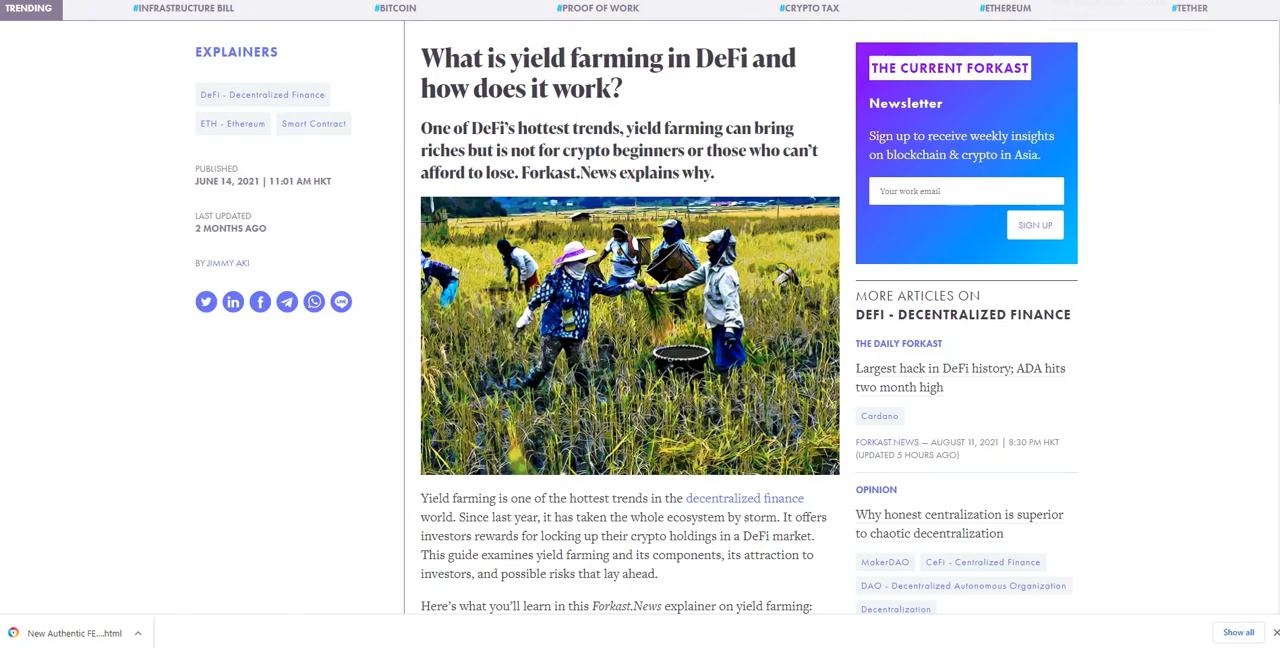 TRENDING
#INFRASTRUCTURE BILL
#BITCOIN
#PROOF OF WORK
#CRYPTO TAX
#ETHEREUM
#TETHER
EXPLAINERS
DeFi - Decentralized Finance
ETH - Ethereum
Smart Contract
PUBLISHED
JUNE 14, 2021 | 11:01 AM HKT
LAST UPDATED
2 MONTHS AGO
BY JIMMY AKI
What is yield farming in DeFi and
how does it work?
One of DeFi's hottest trends, yield farming can bring
riches but is not for crypto beginners or those who can't
afford to lose. Forkast.News explains why.
Yield farming is one of the hottest trends in the decentralized finance
world. Since last year, it has taken the whole ecosystem by storm. It offers
investors rewards for locking up their crypto holdings in a DeFi market.
This guide examines yield farming and its components, its attraction to
investors, and possible risks that lay ahead.
Here's what you'll learn in this Forkast.News explainer on yield farming:
THE CURRENT FORKAST
Newsletter
Sign up to receive weekly insights
on blockchain & crypto in Asia.
Your work email
SIGN UP
MORE ARTICLES ON
DEFI - DECENTRALIZED FINANCE
THE DAILY FORKAST
Largest hack in DeFi history; ADA hits
two month high
Cardano
FORKAST.NEWS — AUGUST 11, 2021 | 8:30 PM HKT
(UPDATED 5 HOURS AGO)
OPINION
Why honest centralization is superior
to chaotic decentralization
MakerDAO
CeFi - Centralized Finance
DAO - Decentralized Autonomous Organization
Decentralization
New Authentic FE....html
Show all